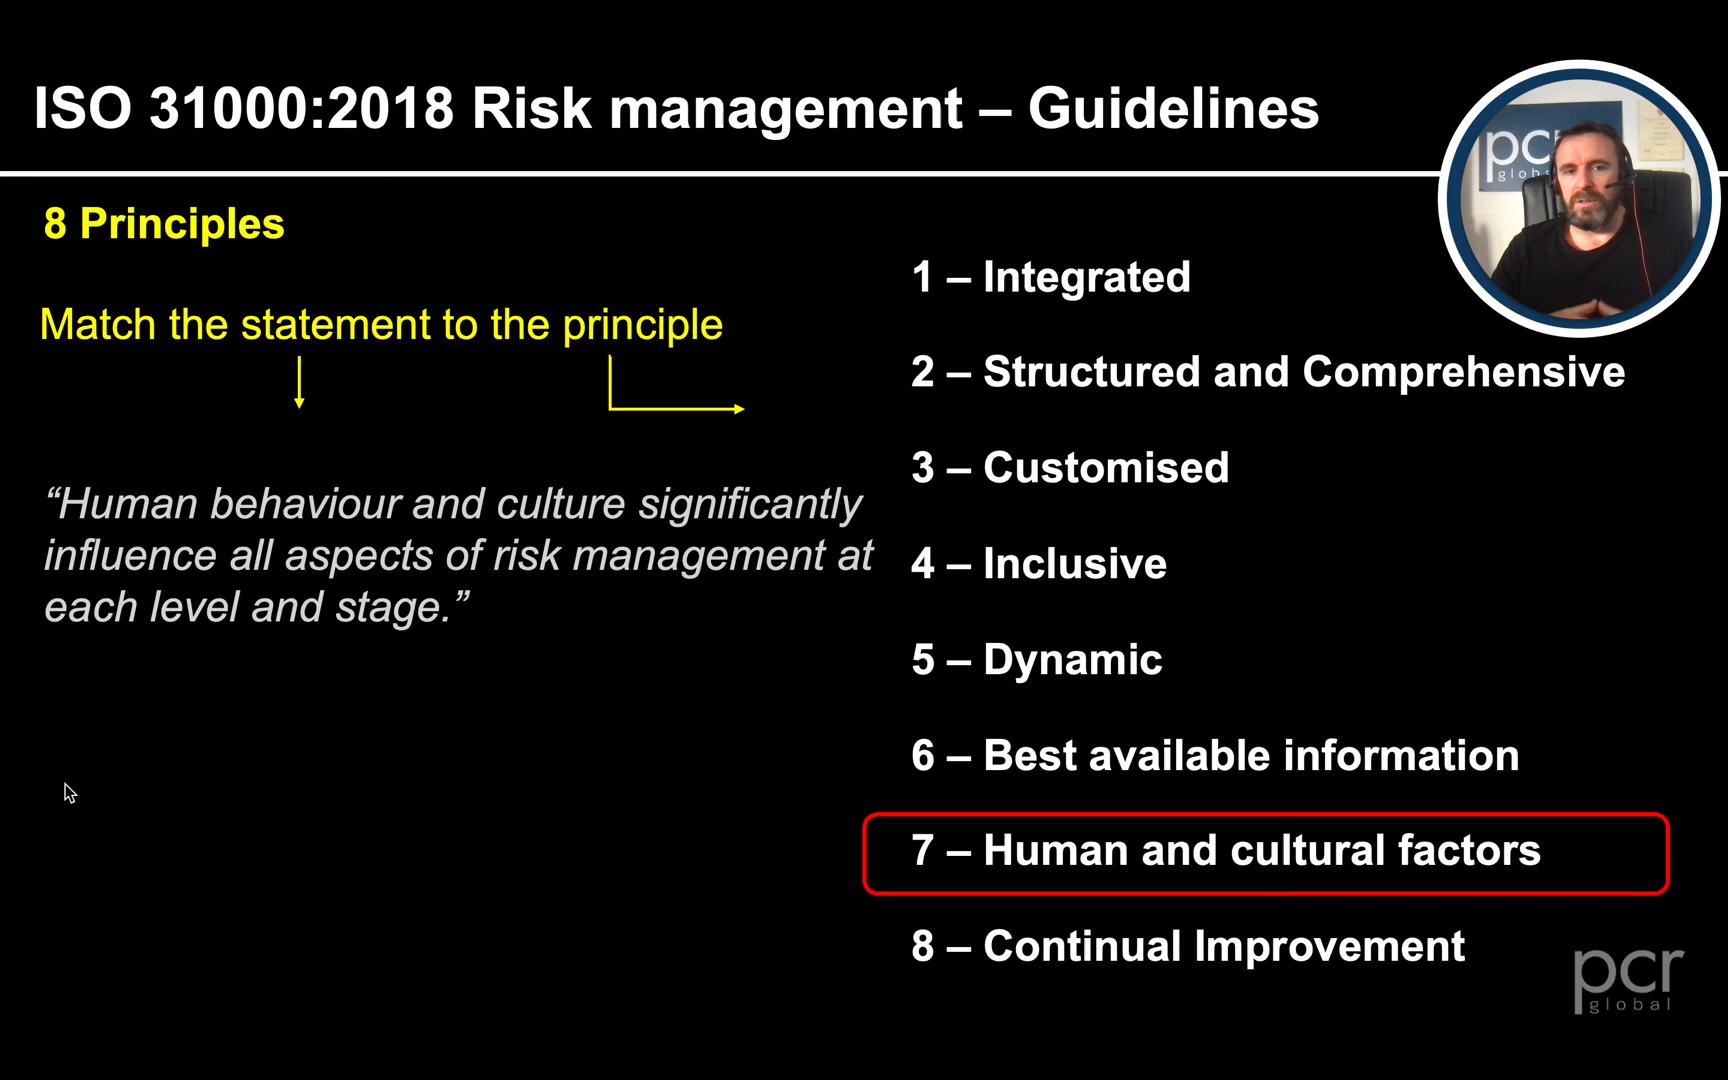 ISO 31000:2018 Risk management – Guidelines
8 Principles
Match the statement to the principle
“Human behaviour and culture significantly
influence all aspects of risk management at
each level and stage.”
1 – Integrated
2 – Structured and Comprehensive
3 – Customised
4 – Inclusive
5 – Dynamic
6 – Best available information
7 – Human and cultural factors
8 – Continual Improvement
pcr
global